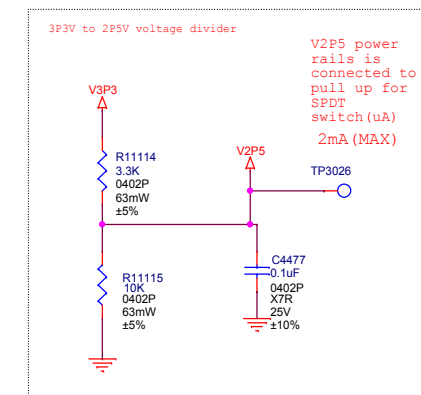 3P3V to 2P5V voltage divider
V2P5 power
rails is
connected to
pull up for
SPDT
switch(uA)
2mA(MAX)
V3P3
R11114
3.3K
0402P
63mW
±5%
V2P5
TP3026
R11115
10K
0402P
63mW
±5%
C4477
0.1uF
0402P
X7R
25V
±10%